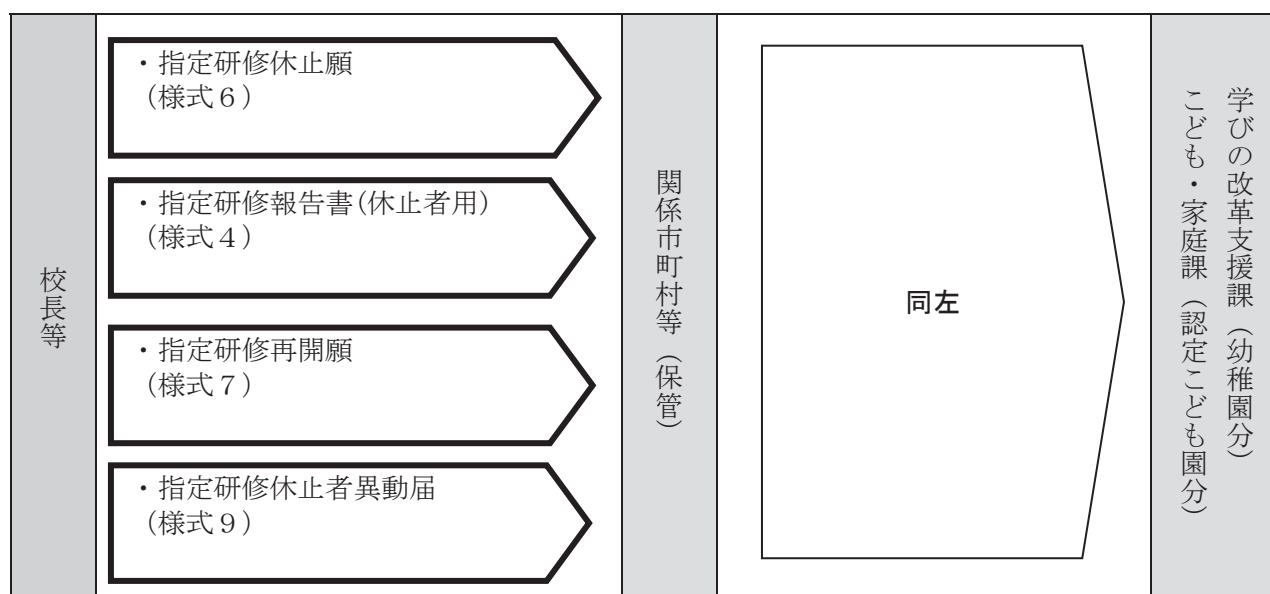 校長等
・指定研修休止願
(様式６)
・指定研修報告書(休止者用)
(様式４)
・指定研修再開願
(様式７)
・指定研修休止者異動届
(様式９)
関係市町村等（保管）
同左
学びの改革支援課（幼稚園分）
こども・家庭課（認定こども園分）